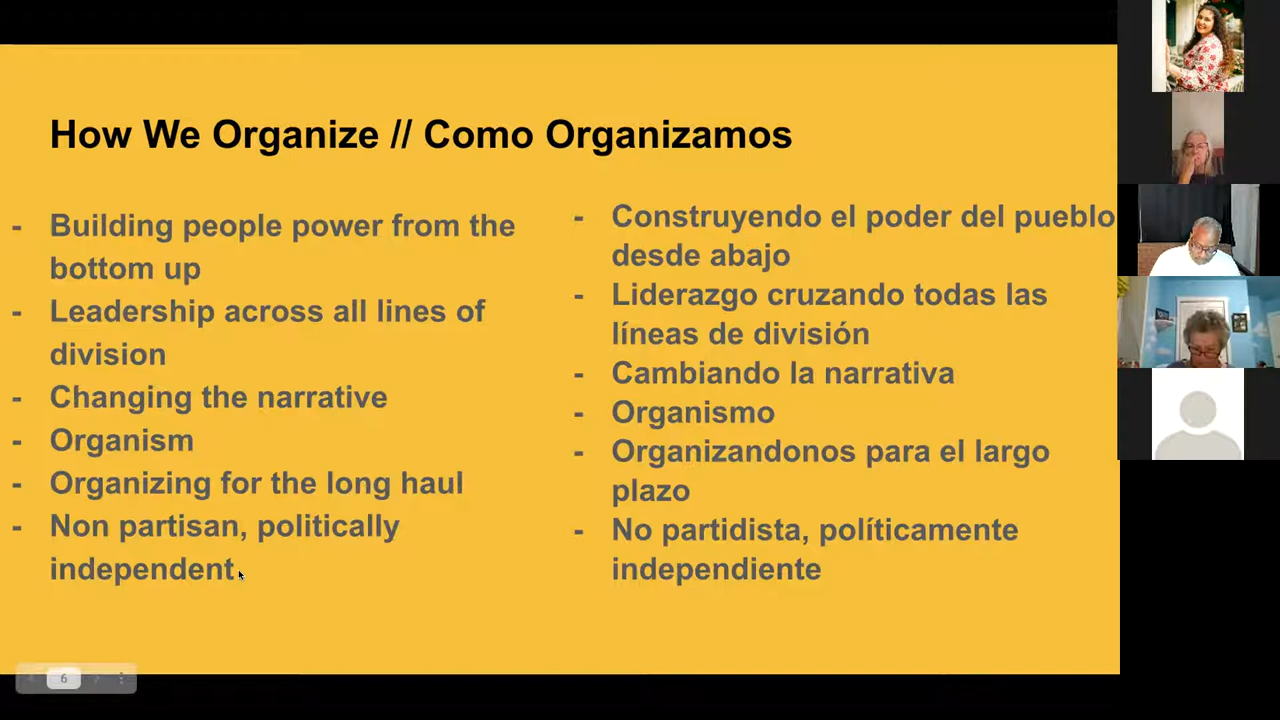 How We Organize // Como Organizamos
- Building people power from the
bottom up
- Leadership across all lines of
division
- Changing the narrative
- Organism
- Organizing for the long haul
- Non partisan, politically
independent
- Construyendo el poder del pueblo
desde abajo
- Liderazgo cruzando todas las
líneas de división
- Cambiando la narrativa
- Organismo
- Organizandonos para el largo
plazo
- No partidista, políticamente
independiente
6